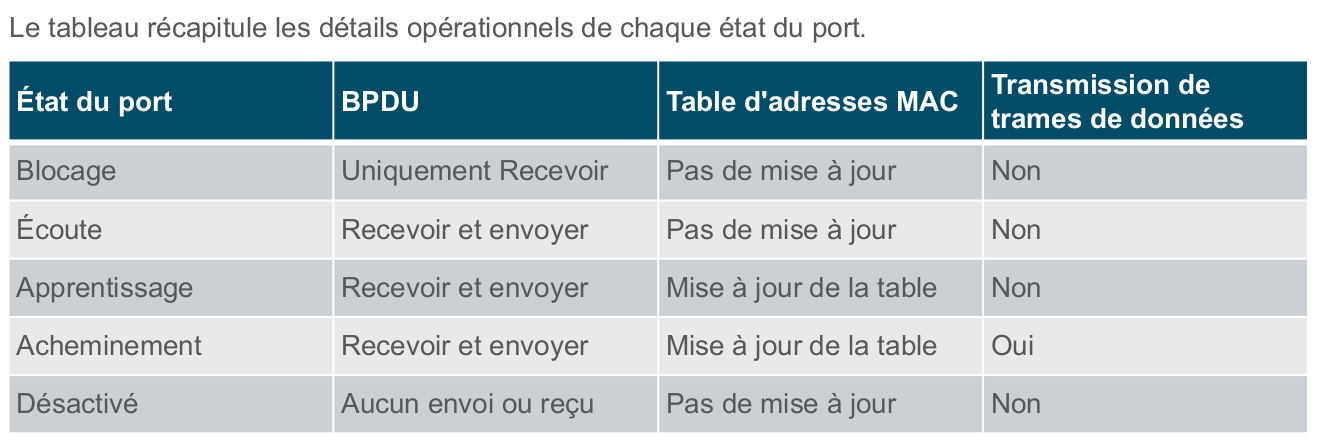 Le tableau récapitule les détails opérationnels de chaque état du port.
État du port BPDU Table d'adresses MAC Transmission de trames de données
Blocage Uniquement Recevoir Pas de mise à jour Non
Écoute Recevoir et envoyer Pas de mise à jour Non
Apprentissage Recevoir et envoyer Mise à jour de la table Non
Acheminement Recevoir et envoyer Mise à jour de la table Oui
Désactivé Aucun envoi ou reçu Pas de mise à jour Non